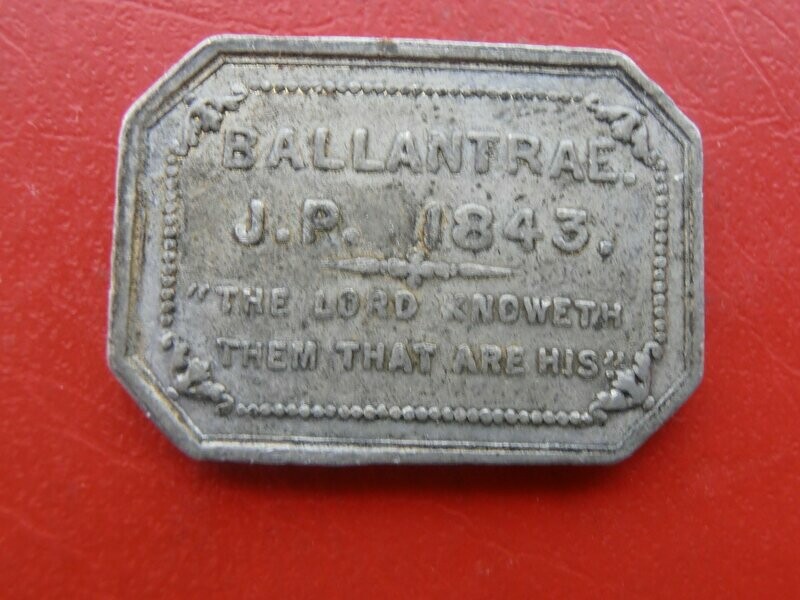 BALLANTRAE.
J.P. 1843,
"THE LORD KNOWETH
THEM THAT ARE HIS".